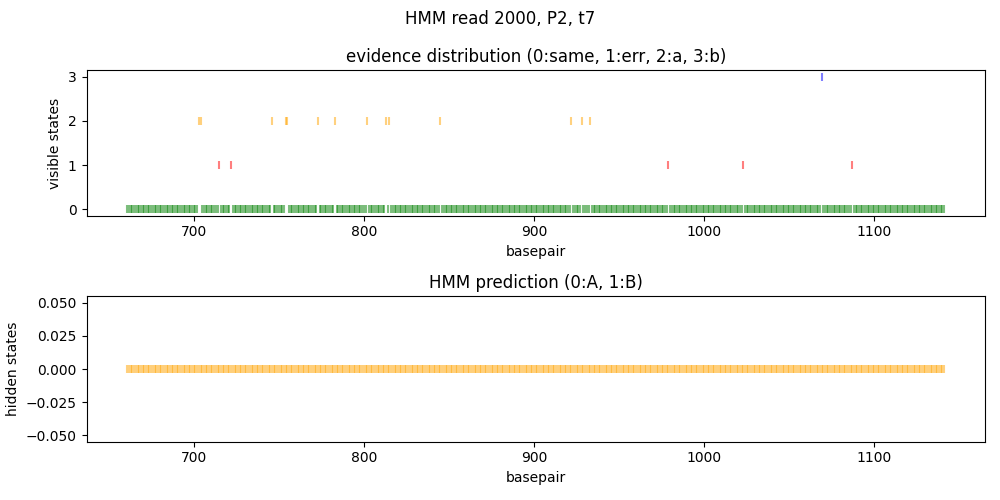 HMM read 2000, P2, t7
evidence distribution (0:same, 1:err, 2:a, 3:b)
visible states
3
2
1
0
700 800 900 1000 1100
basepair
HMM prediction (0:A, 1:B)
hidden states
0.050
0.025
0.000
−0.025
−0.050
700 800 900 1000 1100
basepair